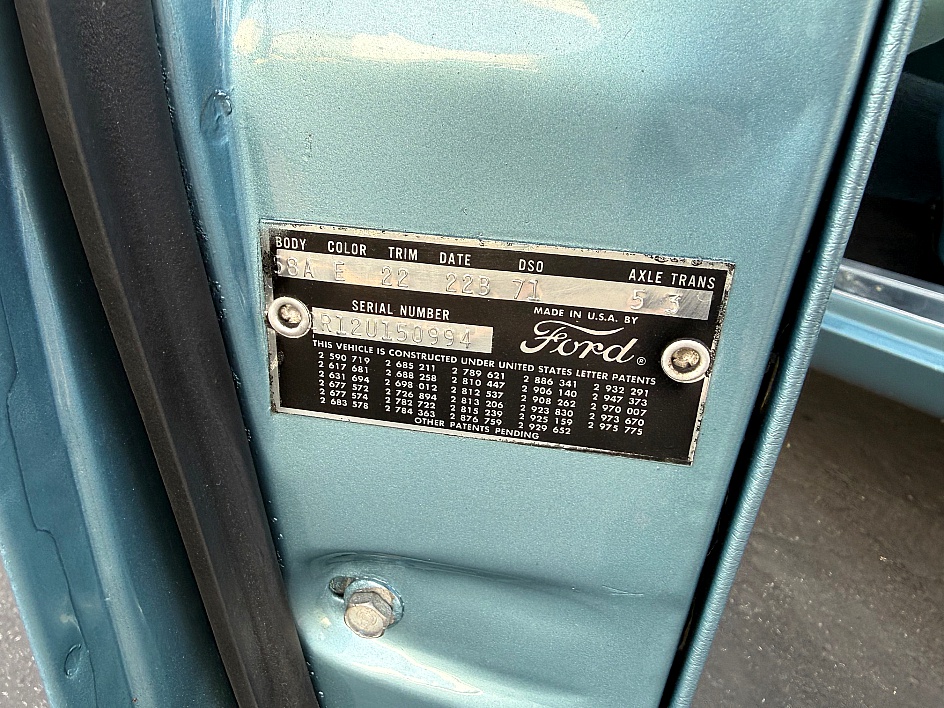 BODY COLOR TRIM DATE DSO AXLE TRANS
58A E 22 22B 71 5 3
SERIAL NUMBER
R12U150994
MADE IN U.S.A. BY
Ford®
THIS VEHICLE IS CONSTRUCTED UNDER UNITED STATES LETTER PATENTS
2 590 719 2 685 211 2 789 621 2 886 341 2 932 291
2 617 681 2 688 258 2 810 447 2 906 140 2 947 373
2 631 694 2 698 012 2 812 537 2 908 262 2 970 007
2 677 572 2 726 894 2 813 206 2 923 830 2 973 670
2 677 574 2 782 722 2 815 239 2 925 159 2 975 775
2 683 578 2 784 363 2 876 759 2 929 652
OTHER PATENTS PENDING